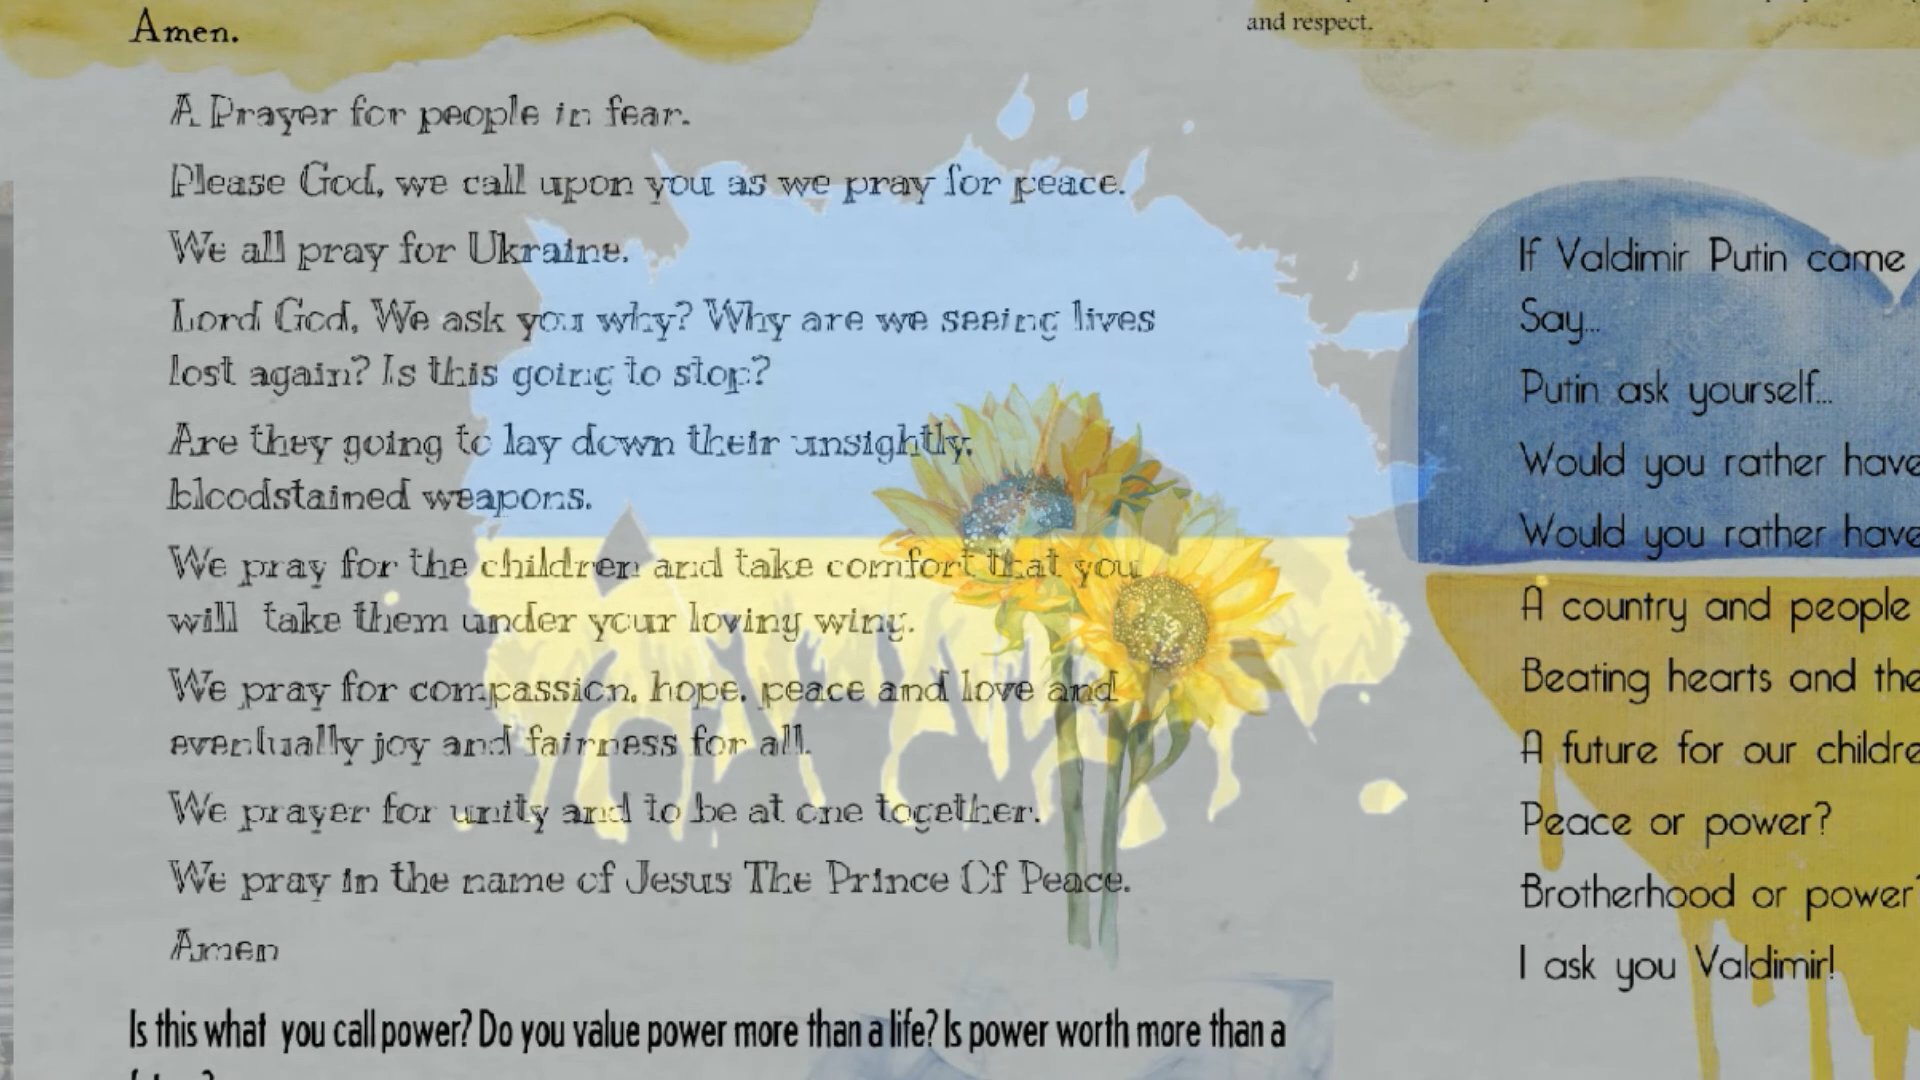 Amen.
and respect.
A Prayer for people in fear.
Please God, we call upon you as we pray for peace.
We all pray for Ukraine.
Lord God, We ask you why? Why are we seeing lives
lost again? Is this going to stop?
Are they going to lay down their unsightly,
bloodstained weapons.
We pray for the children and take comfort that you
will take them under your loving wing.
We pray for compassion, hope, peace and love and
eventually joy and fairness for all.
We prayer for unity and to be at one together.
We pray in the name of Jesus The Prince Of Peace.
Amen
Is this what you call power? Do you value power more than a life? Is power worth more than a
If Valdimir Putin came
Say...
Putin ask yourself...
Would you rather have
Would you rather have
A country and people
Beating hearts and the
A future for our childre
Peace or power?
Brotherhood or power?
I ask you Valdimir!